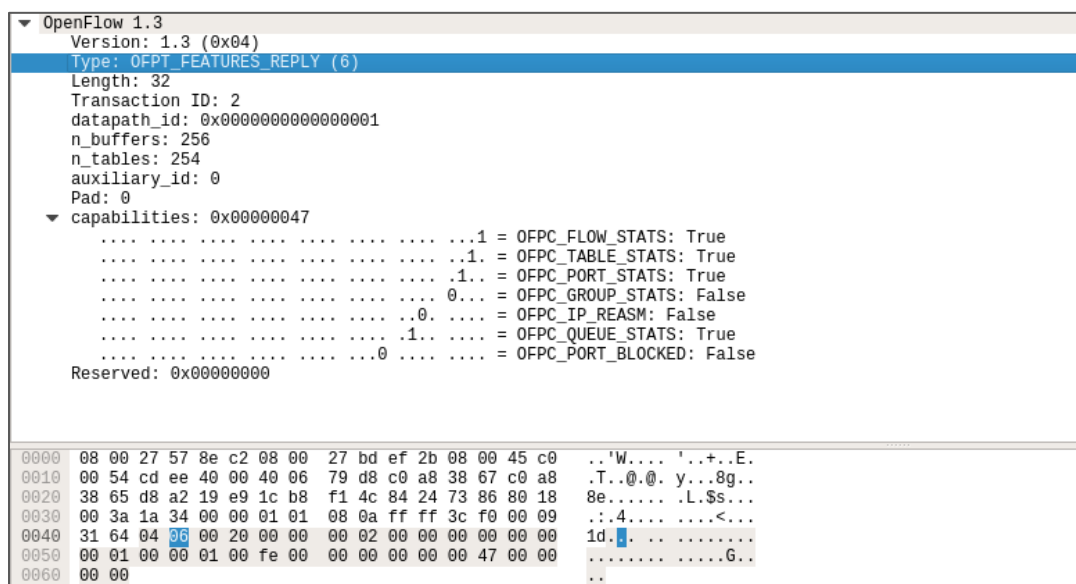 OpenFlow 1.3
Version: 1.3 (0x04)
Type: OFPT_FEATURES_REPLY (6)
Length: 32
Transaction ID: 2
datapath_id: 0x0000000000000001
n_buffers: 256
n_tables: 254
auxiliary_id: 0
Pad: 0
capabilities: 0x00000047
.... .... .... .... .... .... .... ...1 = OFPC_FLOW_STATS: True
.... .... .... .... .... .... .... ..1. = OFPC_TABLE_STATS: True
.... .... .... .... .... .... .... .1.. = OFPC_PORT_STATS: True
.... .... .... .... .... .... .... 0... = OFPC_GROUP_STATS: False
.... .... .... .... .... .... ..0. .... = OFPC_IP_REASM: False
.... .... .... .... .... .... .1.. .... = OFPC_QUEUE_STATS: True
.... .... .... .... .... ...0 .... .... = OFPC_PORT_BLOCKED: False
Reserved: 0x00000000
0000 08 00 27 57 8e c2 08 00 27 bd ef 2b 08 00 45 c0 ..'W.... '..+..E.
0010 00 54 cd ee 40 00 40 06 79 d8 c0 a8 38 67 c0 a8 .T..@.@. y...8g..
0020 38 65 d8 a2 19 e9 1c b8 f1 4c 84 24 73 86 80 18 8e...... .L.$s...
0030 00 3a 1a 34 00 00 01 01 08 0a ff ff 3c f0 00 09 .:.4.... ....<...
0040 31 64 04 06 00 20 00 00 00 02 00 00 00 00 00 00 1d... .. ........
0050 00 01 00 00 01 00 fe 00 00 00 00 00 00 47 00 00 ........ .....G..
0060 00 00 ..